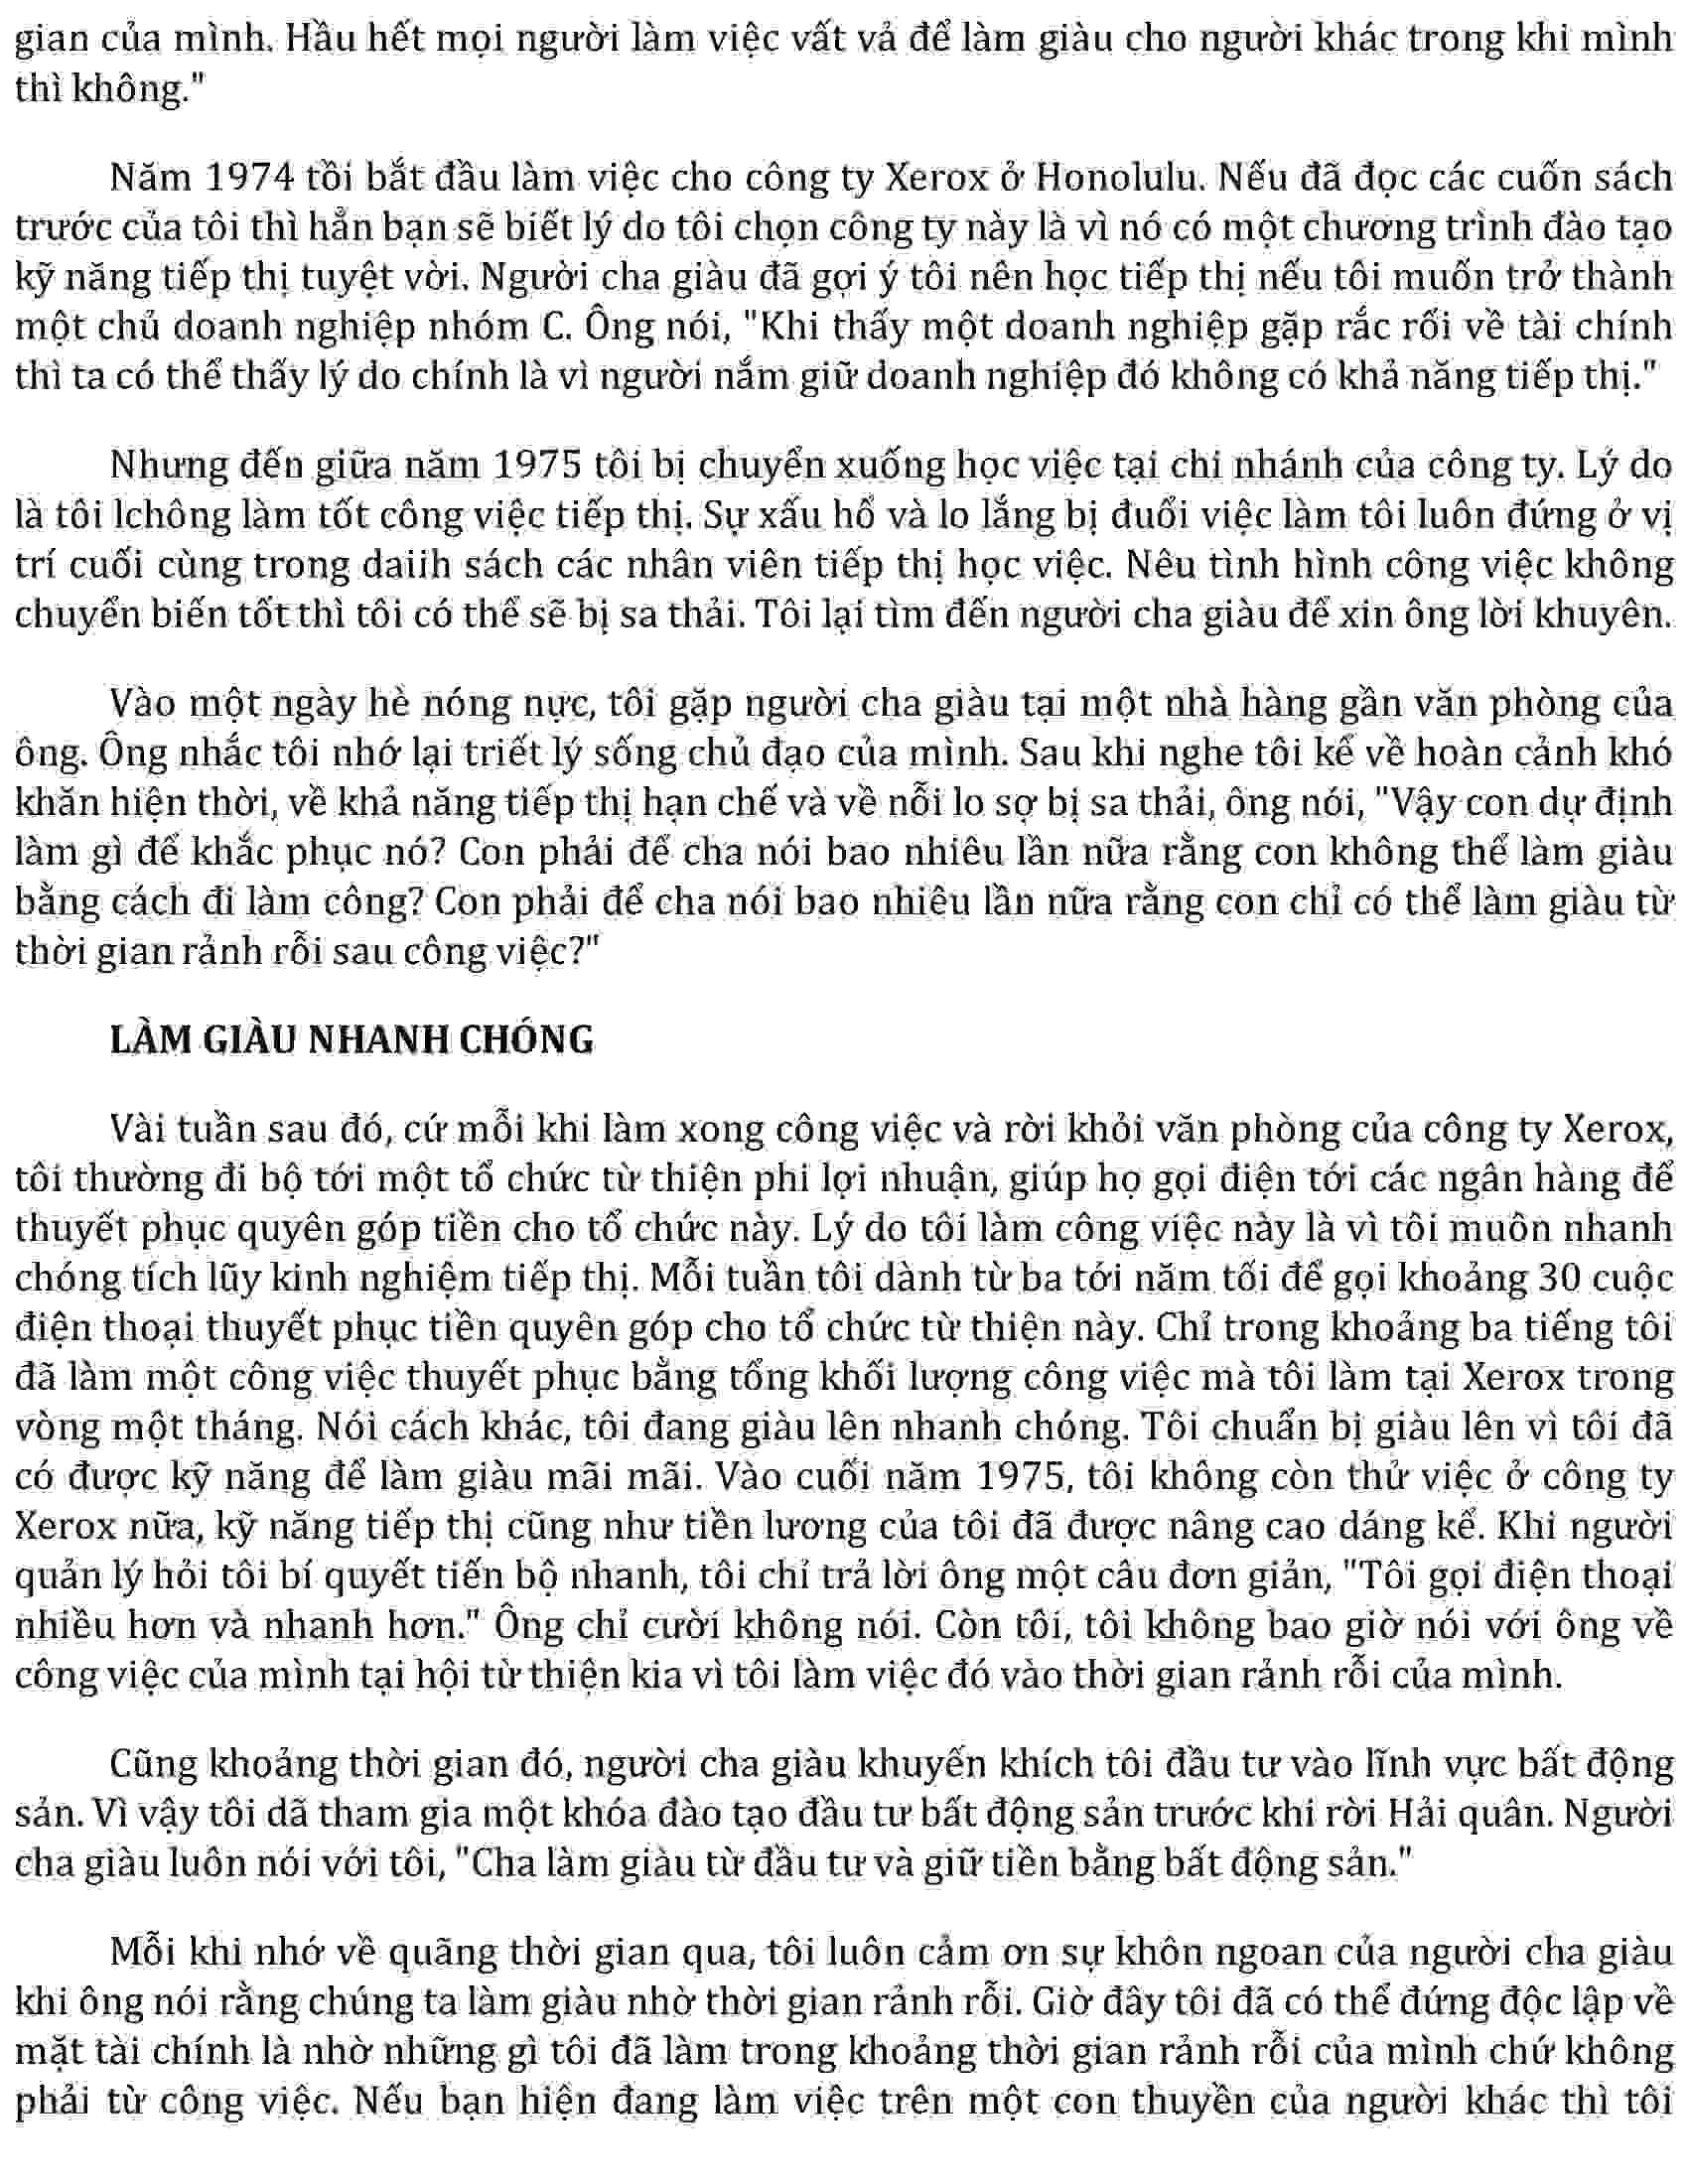 gian của mình. Hầu hết mọi người làm việc vất vả để làm giàu cho người khác trong khi mình
thì không."
Năm 1974 tồi bắt đầu làm việc cho công ty Xerox ở Honolulu. Nếu đã đọc các cuốn sách
trước của tôi thì hẳn bạn sẽ biết lý do tôi chọn công ty này là vì nó có một chương trình đào tạo
kỹ năng tiếp thị tuyệt vời. Người cha giàu đã gợi ý tôi nên học tiếp thị nếu tôi muốn trở thành
một chủ doanh nghiệp nhóm C. Ông nói, "Khi thấy một doanh nghiệp gặp rắc rối về tài chính
thì ta có thể thấy lý do chính là vì người nắm giữ doanh nghiệp đó không có khả năng tiếp thị."
Nhưng đến giữa năm 1975 tôi bị chuyển xuống học việc tại chi nhánh của công ty. Lý do
là tôi lchông làm tốt công việc tiếp thị. Sự xấu hổ và lo lắng bị đuổi việc làm tôi luôn đứng ở vị
trí cuối cùng trong daiih sách các nhân viên tiếp thị học việc. Nêu tình hình công việc không
chuyển biến tốt thì tôi có thể sẽ bị sa thải. Tôi lại tìm đến người cha giàu để xin ông lời khuyên.
Vào một ngày hè nóng nực, tôi gặp người cha giàu tại một nhà hàng gần văn phòng của
ông. Ông nhắc tôi nhớ lại triết lý sống chủ đạo của mình. Sau khi nghe tôi kể về hoàn cảnh khó
khăn hiện thời, về khả năng tiếp thị hạn chế và về nỗi lo sợ bị sa thải, ông nói, "Vậy con dự định
làm gì để khắc phục nó? Con phải để cha nói bao nhiêu lần nữa rằng con không thể làm giàu
bằng cách đi làm công? Con phải để cha nói bao nhiêu lần nữa rằng con chỉ có thể làm giàu từ
thời gian rảnh rỗi sau công việc?"
LÀM GIÀU NHANH CHÓNG
Vài tuần sau đó, cứ mỗi khi làm xong công việc và rời khỏi văn phòng của công ty Xerox,
tôi thường đi bộ tới một tổ chức từ thiện phi lợi nhuận, giúp họ gọi điện tới các ngân hàng để
thuyết phục quyên góp tiền cho tổ chức này. Lý do tôi làm công việc này là vì tôi muôn nhanh
chóng tích lũy kinh nghiệm tiếp thị. Mỗi tuần tôi dành từ ba tới năm tối để gọi khoảng 30 cuộc
điện thoại thuyết phục tiền quyên góp cho tổ chức từ thiện này. Chỉ trong khoảng ba tiếng tôi
đã làm một công việc thuyết phục bằng tổng khối lượng công việc mà tôi làm tại Xerox trong
vòng một tháng. Nói cách khác, tôi đang giàu lên nhanh chóng. Tôi chuẩn bị giàu lên vì tôi đã
có được kỹ năng để làm giàu mãi mãi. Vào cuối năm 1975, tôi không còn thử việc ở công ty
Xerox nữa, kỹ năng tiếp thị cũng như tiền lương của tôi đã được nâng cao dáng kể. Khi người
quản lý hỏi tôi bí quyết tiến bộ nhanh, tôi chỉ trả lời ông một câu đơn giản, "Tôi gọi điện thoại
nhiều hơn và nhanh hơn." Ông chỉ cười không nói. Còn tôi, tôi không bao giờ nói với ông về
công việc của mình tại hội từ thiện kia vì tôi làm việc đó vào thời gian rảnh rỗi của mình.
Cũng khoảng thời gian đó, người cha giàu khuyến khích tôi đầu tư vào lĩnh vực bất động
sản. Vì vậy tôi dã tham gia một khóa đào tạo đầu tư bất động sản trước khi rời Hải quân. Người
cha giàu luôn nói với tôi, "Cha làm giàu từ đầu tư và giữ tiền bằng bất động sản."
Mỗi khi nhớ về quãng thời gian qua, tôi luôn cảm ơn sự khôn ngoan của người cha giàu
khi ông nói rằng chúng ta làm giàu nhờ thời gian rảnh rỗi. Giờ đây tôi đã có thể đứng độc lập về
mặt tài chính là nhờ những gì tôi đã làm trong khoảng thời gian rảnh rỗi của mình chứ không
phải từ công việc. Nếu bạn hiện đang làm việc trên một con thuyền của người khác thì tôi